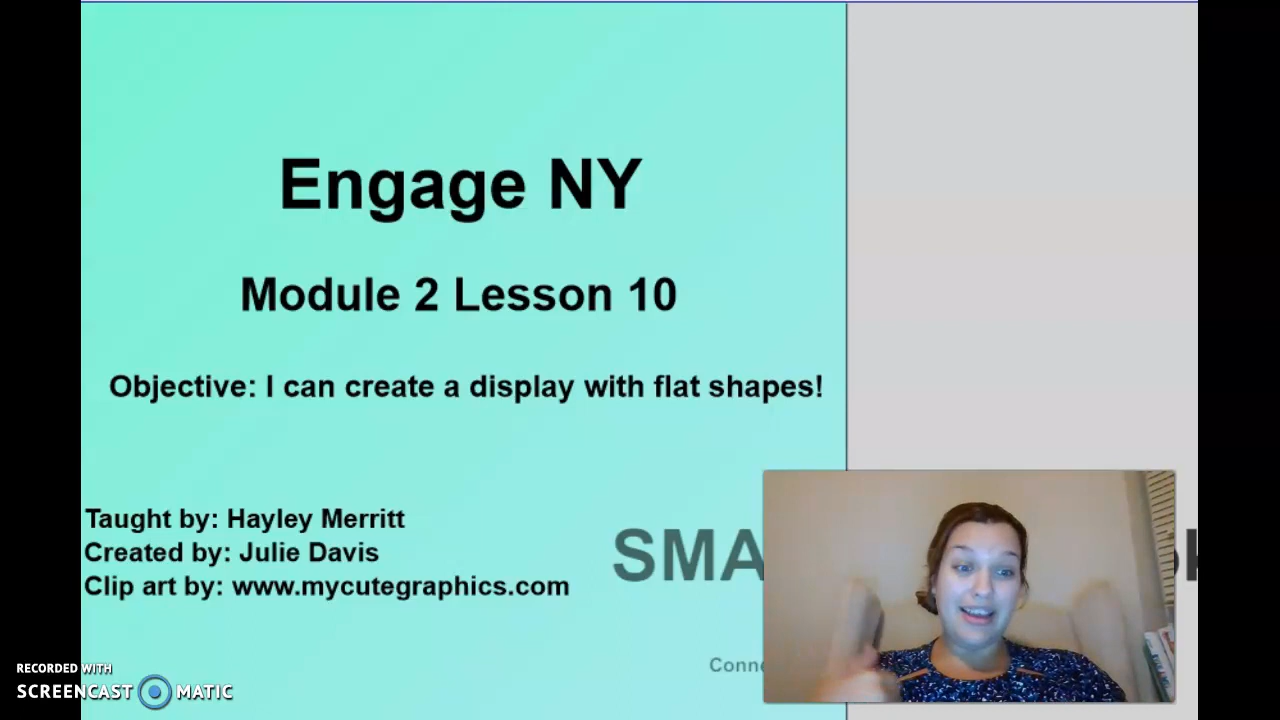 Engage NY
Module 2 Lesson 10
Objective: I can create a display with flat shapes!
Taught by: Hayley Merritt
Created by: Julie Davis
Clip art by: www.mycutegraphics.com
RECORDED WITH
SCREENCAST MATIC